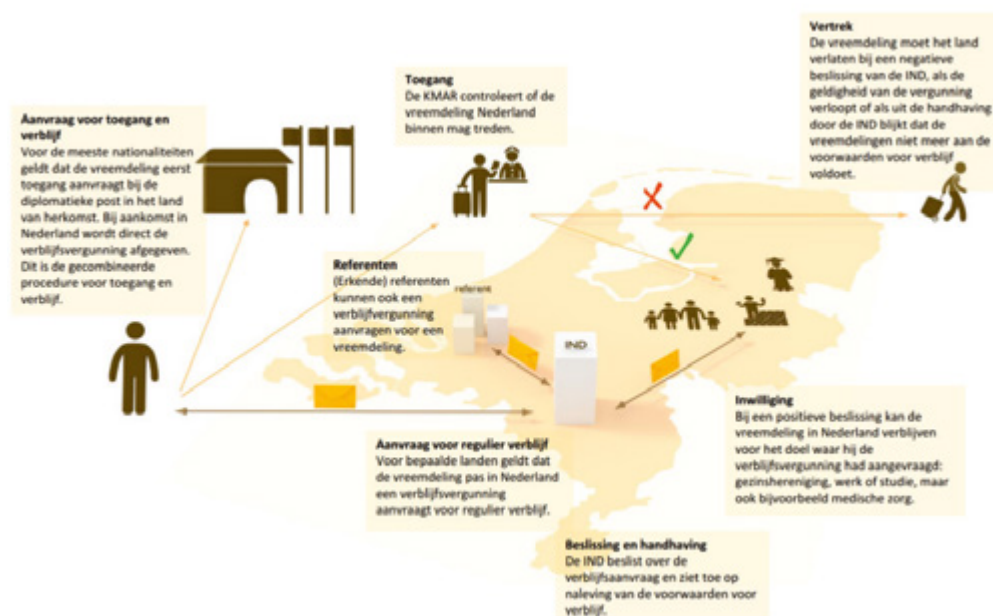 Aanvraag voor toegang en
verblijf
Voor de meeste nationaliteiten
geldt dat de vreemdeling eerst
toegang aanvraagt bij de
diplomatieke post in het land
van herkomst. Bij aankomst in
Nederland wordt direct de
verblijfsvergunning afgegeven.
Dit is de gecombineerde
procedure voor toegang en
verblijf.
Toegang
De KMAR controleert of de
vreemdeling Nederland
binnen mag treden.
Vertrek
De vreemdeling moet het land
verlaten bij een negatieve
beslissing van de IND, als de
geldigheid van de vergunning
verloopt of als uit de handhaving
door de IND blijkt dat de
vreemdelingen niet meer aan de
voorwaarden voor verblijf
voldoet.
Referenten
(Erkende) referenten
kunnen ook een
verblijfvergunning
aanvragen voor een
vreemdeling.
referent
IND
Aanvraag voor regulier verblijf
Voor bepaalde landen geldt dat
de vreemdeling pas in Nederland
een verblijfsvergunning
aanvraagt voor regulier verblijf.
Inwilliging
Bij een positieve beslissing kan de
vreemdeling in Nederland verblijven
voor het doel waar hij de
verblijfsvergunning had aangevraagd:
gezinshereniging, werk of studie, maar
ook bijvoorbeeld medische zorg.
Beslissing en handhaving
De IND beslist over de
verblijfsaanvraag en ziet toe op
naleving van de voorwaarden voor
verblijf.